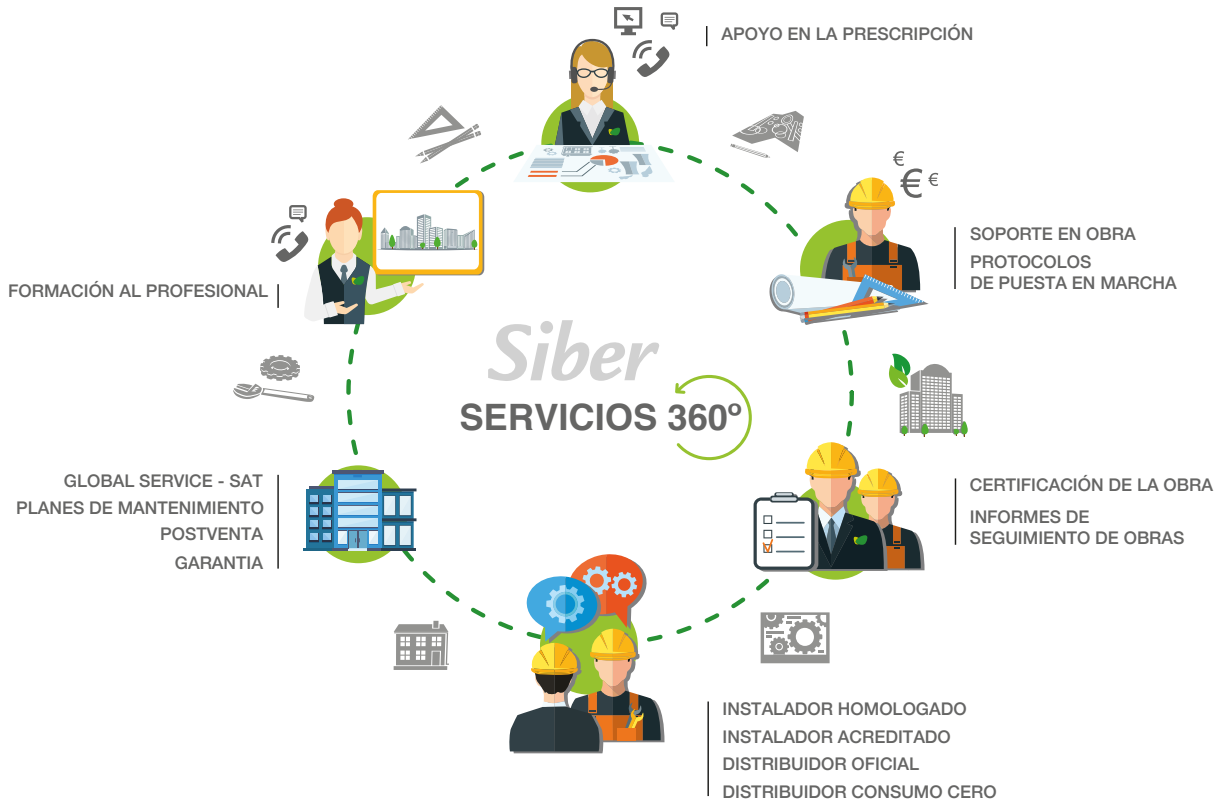 APOYO EN LA PRESCRIPCIÓN
€
€
€
SOPORTE EN OBRA
PROTOCOLOS
DE PUESTA EN MARCHA
FORMACIÓN AL PROFESIONAL
Siber
SERVICIOS 360º
GLOBAL SERVICE - SAT
PLANES DE MANTENIMIENTO
POSTVENTA
GARANTIA
CERTIFICACIÓN DE LA OBRA
INFORMES DE
SEGUIMIENTO DE OBRAS
INSTALADOR HOMOLOGADO
INSTALADOR ACREDITADO
DISTRIBUIDOR OFICIAL
DISTRIBUIDOR CONSUMO CERO